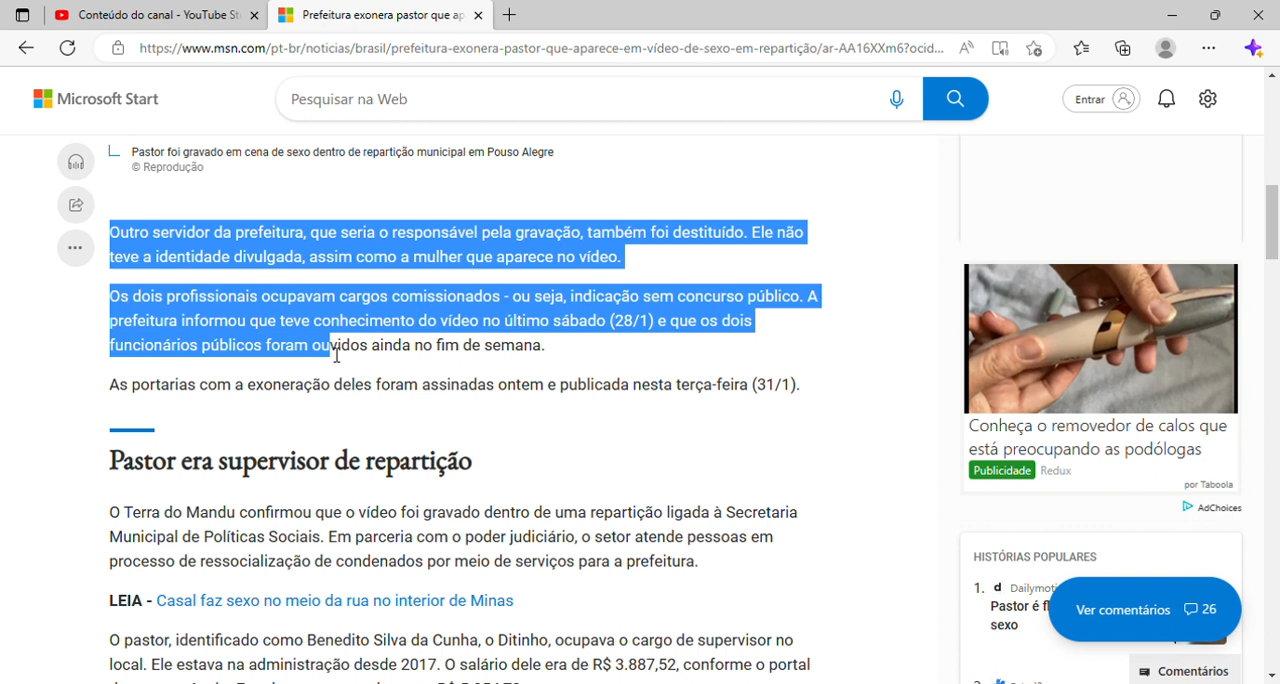 Conteúdo do canal - YouTube St
Prefeitura exonera pastor que ap
https://www.msn.com/pt-br/noticias/brasil/prefeitura-exonera-pastor-que-aparece-em-vídeo-de-sexo-em-repartição/ar-AA16XXm6?ocid...
Microsoft Start
Pesquisar na Web
Entrar
Pastor foi gravado em cena de sexo dentro de repartição municipal em Pouso Alegre
© Reprodução
Outro servidor da prefeitura, que seria o responsável pela gravação, também foi destituído. Ele não
teve a identidade divulgada, assim como a mulher que aparece no vídeo.
Os dois profissionais ocupavam cargos comissionados - ou seja, indicação sem concurso público. A
prefeitura informou que teve conhecimento do vídeo no último sábado (28/1) e que os dois
funcionários públicos foram ouvidos ainda no fim de semana.
As portarias com a exoneração deles foram assinadas ontem e publicada nesta terça-feira (31/1).
Pastor era supervisor de repartição
O Terra do Mandu confirmou que o vídeo foi gravado dentro de uma repartição ligada à Secretaria
Municipal de Políticas Sociais. Em parceria com o poder judiciário, o setor atende pessoas em
processo de ressocialização de condenados por meio de serviços para a prefeitura.
LEIA - Casal faz sexo no meio da rua no interior de Minas
O pastor, identificado como Benedito Silva da Cunha, o Ditinho, ocupava o cargo de supervisor no
local. Ele estava na administração desde 2017. O salário dele era de R$ 3.887,52, conforme o portal
Conheça o removedor de calos que
está preocupando as podólogas
Publicidade Redux
por Taboola
AdChoices
HISTÓRIAS POPULARES
1. d Dailymoti
Pastor é fl
sexo
Ver comentários 26
Comentários